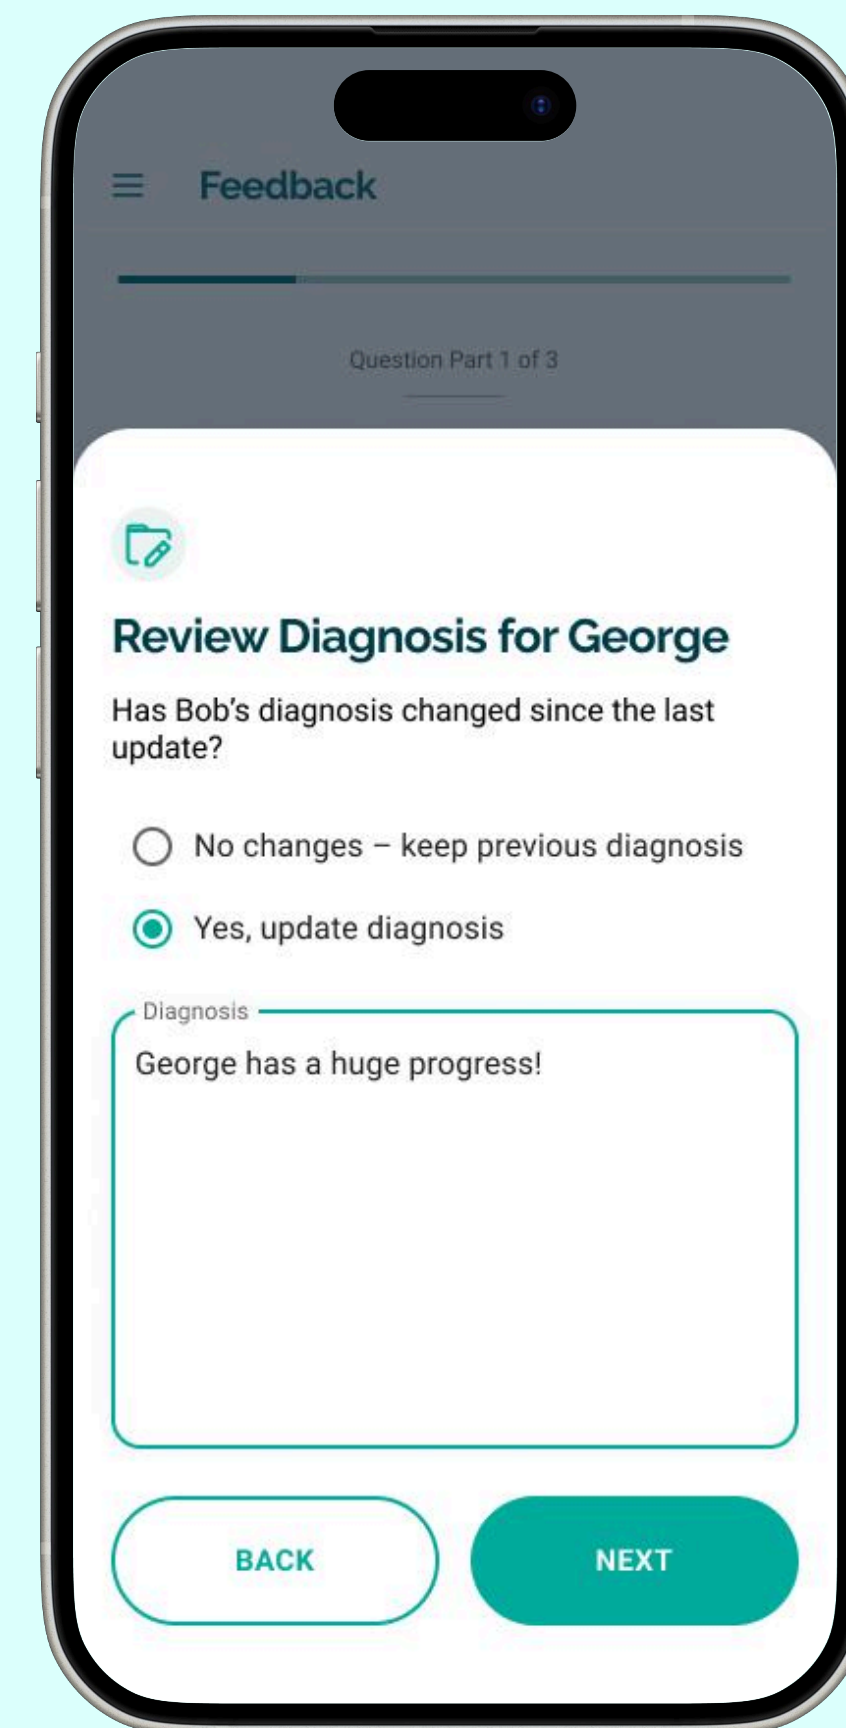 Feedback
Question Part 1 of 3
Review Diagnosis for George
Has Bob’s diagnosis changed since the last
update?
No changes – keep previous diagnosis
Yes, update diagnosis
Diagnosis
George has a huge progress!
BACK
NEXT